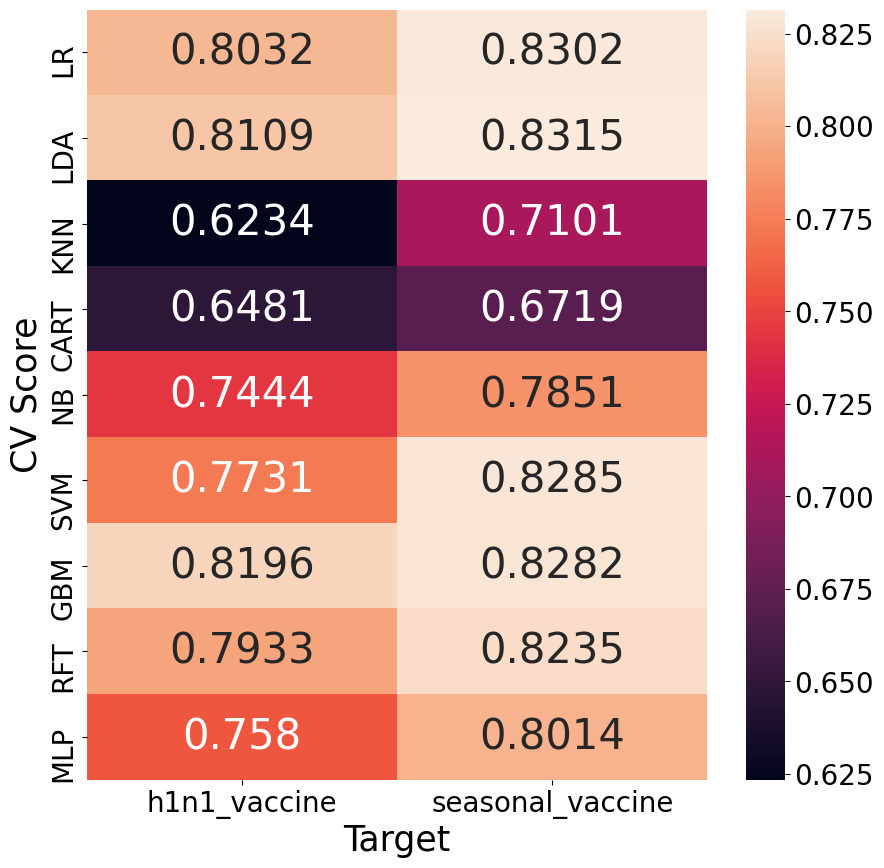 CV Score
LR 0.8032 0.8302
LDA 0.8109 0.8315
KNN 0.6234 0.7101
CART 0.6481 0.6719
NB 0.7444 0.7851
SVM 0.7731 0.8285
GBM 0.8196 0.8282
RFT 0.7933 0.8235
MLP 0.758 0.8014
h1n1_vaccine seasonal_vaccine
Target
0.825
0.800
0.775
0.750
0.725
0.700
0.675
0.650
0.625